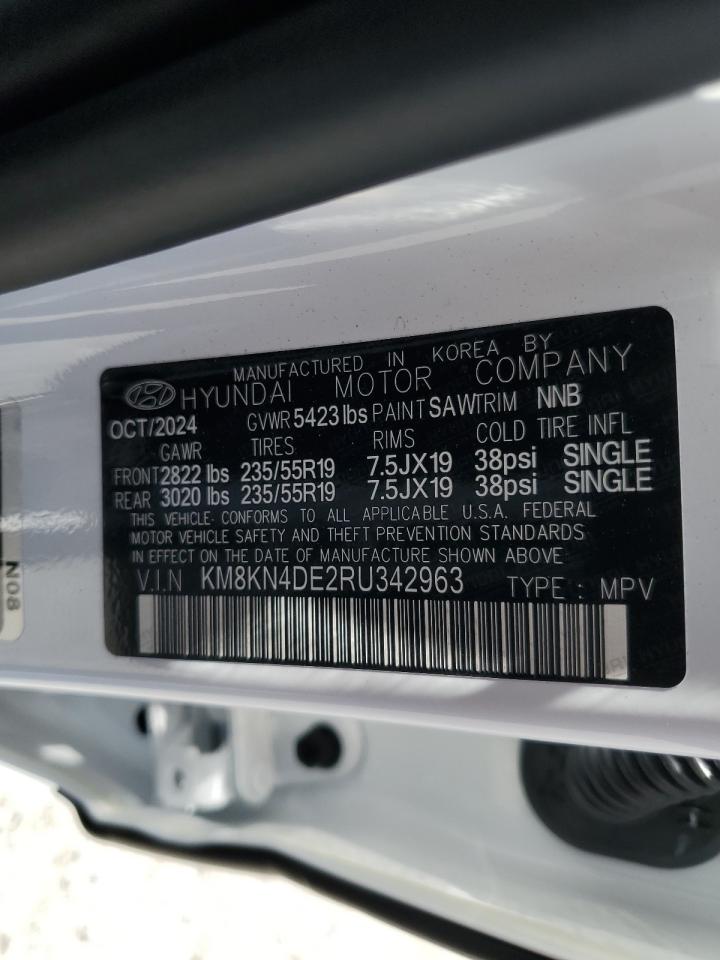 MANUFACTURED IN KOREA BY
HYUNDAI MOTOR COMPANY
OCT/2024 GVWR 5423 lbs PAINT SAW TRIM NNB
GAWR TIRES RIMS COLD TIRE INFL
FRONT 2822 lbs 235/55R19 7.5JX19 38psi SINGLE
REAR 3020 lbs 235/55R19 7.5JX19 38psi SINGLE
THIS VEHICLE CONFORMS TO ALL APPLICABLE U.S.A. FEDERAL
MOTOR VEHICLE SAFETY AND THEFT PREVENTION STANDARDS
IN EFFECT ON THE DATE OF MANUFACTURE SHOWN ABOVE
V.I.N KM8KN4DE2RU342963 TYPE : MPV
N08